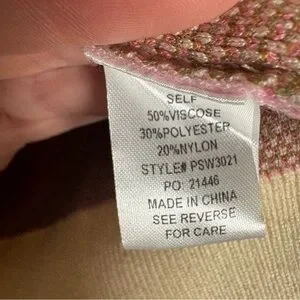 SELF
50%VISCOSE
30%POLYESTER
20%NYLON
STYLE# PSW3021
PO: 21446
MADE IN CHINA
SEE REVERSE
FOR CARE